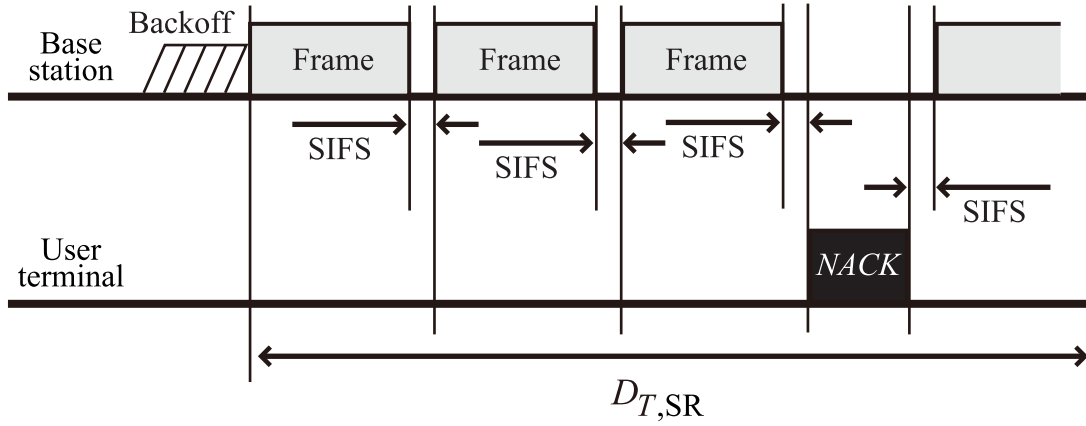 Backoff
Base
station
Frame
Frame
Frame
SIFS
SIFS
SIFS
SIFS
User
terminal
NACK
D_{T,SR}